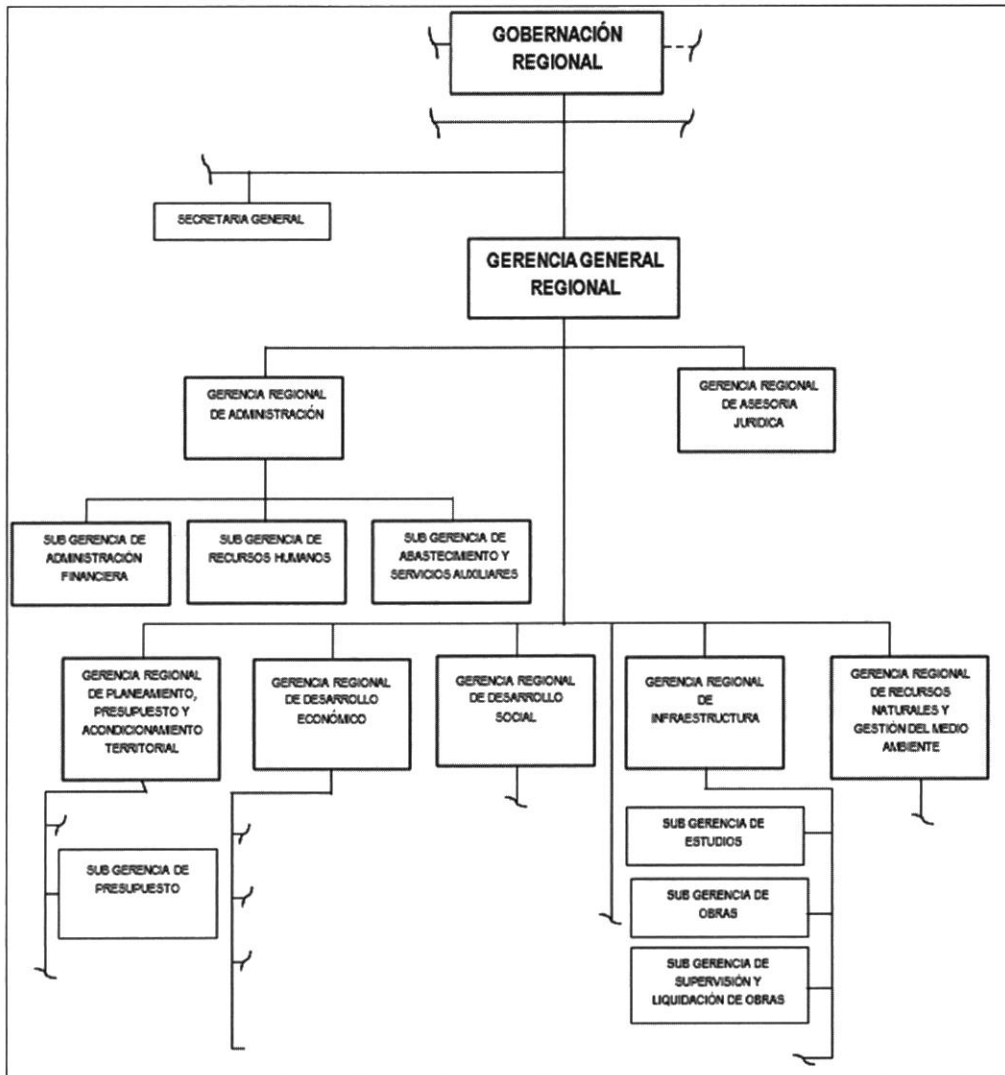 GOBERNACIÓN
REGIONAL
SECRETARIA GENERAL
GERENCIA GENERAL
REGIONAL
GERENCIA REGIONAL
DE ADMINISTRACIÓN
GERENCIA REGIONAL
DE ASESORIA
JURIDICA
SUB GERENCIA DE
ADMINISTRACIÓN
FINANCIERA
SUB GERENCIA DE
RECURSOS HUMANOS
SUB GERENCIA DE
ABASTECIMIENTO Y
SERVICIOS AUXILIARES
GERENCIA REGIONAL
DE PLANEAMIENTO,
PRESUPUESTO Y
ACONDICIONAMIENTO
TERRITORIAL
GERENCIA REGIONAL
DE DESARROLLO
ECONÓMICO
GERENCIA REGIONAL
DE DESARROLLO
SOCIAL
GERENCIA REGIONAL
DE
INFRAESTRUCTURA
GERENCIA REGIONAL
DE RECURSOS
NATURALES Y
GESTIÓN DEL MEDIO
AMBIENTE
SUB GERENCIA DE
PRESUPUESTO
SUB GERENCIA DE
ESTUDIOS
SUB GERENCIA DE
OBRAS
SUB GERENCIA DE
SUPERVISIÓN Y
LIQUIDACIÓN DE OBRAS